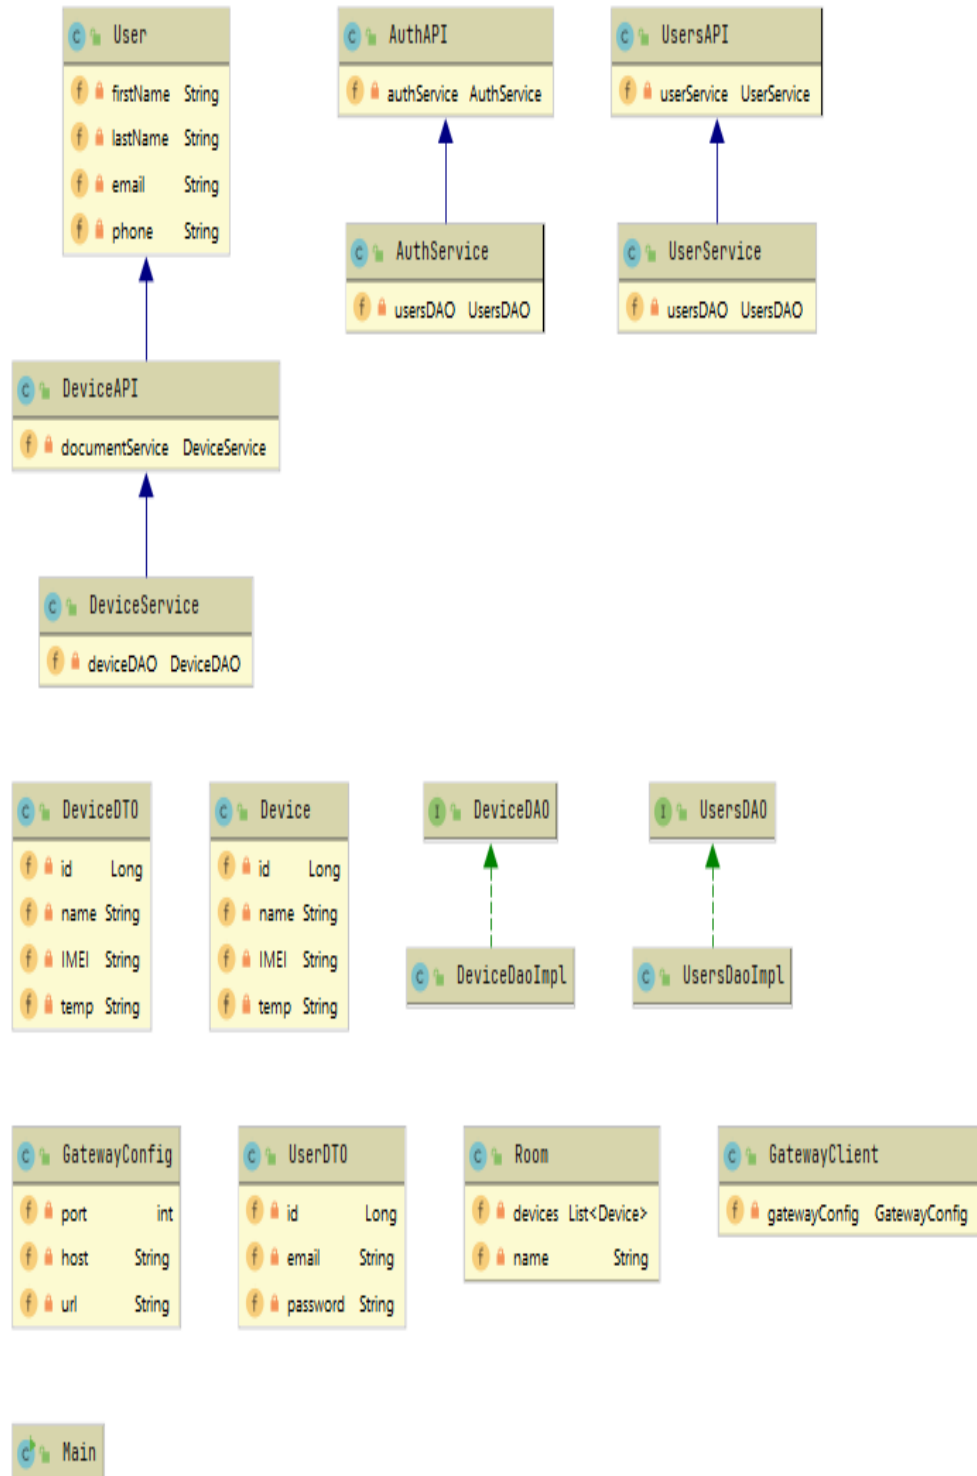 User
firstName String
lastName String
email String
phone String
AuthAPI
authService AuthService
UsersAPI
userService UserService
AuthService
usersDAO UsersDAO
UserService
usersDAO UsersDAO
DeviceAPI
documentService DeviceService
DeviceService
deviceDAO DeviceDAO
DeviceDTO
id Long
name String
IMEI String
temp String
Device
id Long
name String
IMEI String
temp String
DeviceDAO
UsersDAO
DeviceDaoImpl
UsersDaoImpl
GatewayConfig
port int
host String
url String
UserDTO
id Long
email String
password String
Room
devices List<Device>
name String
GatewayClient
gatewayConfig GatewayConfig
Main